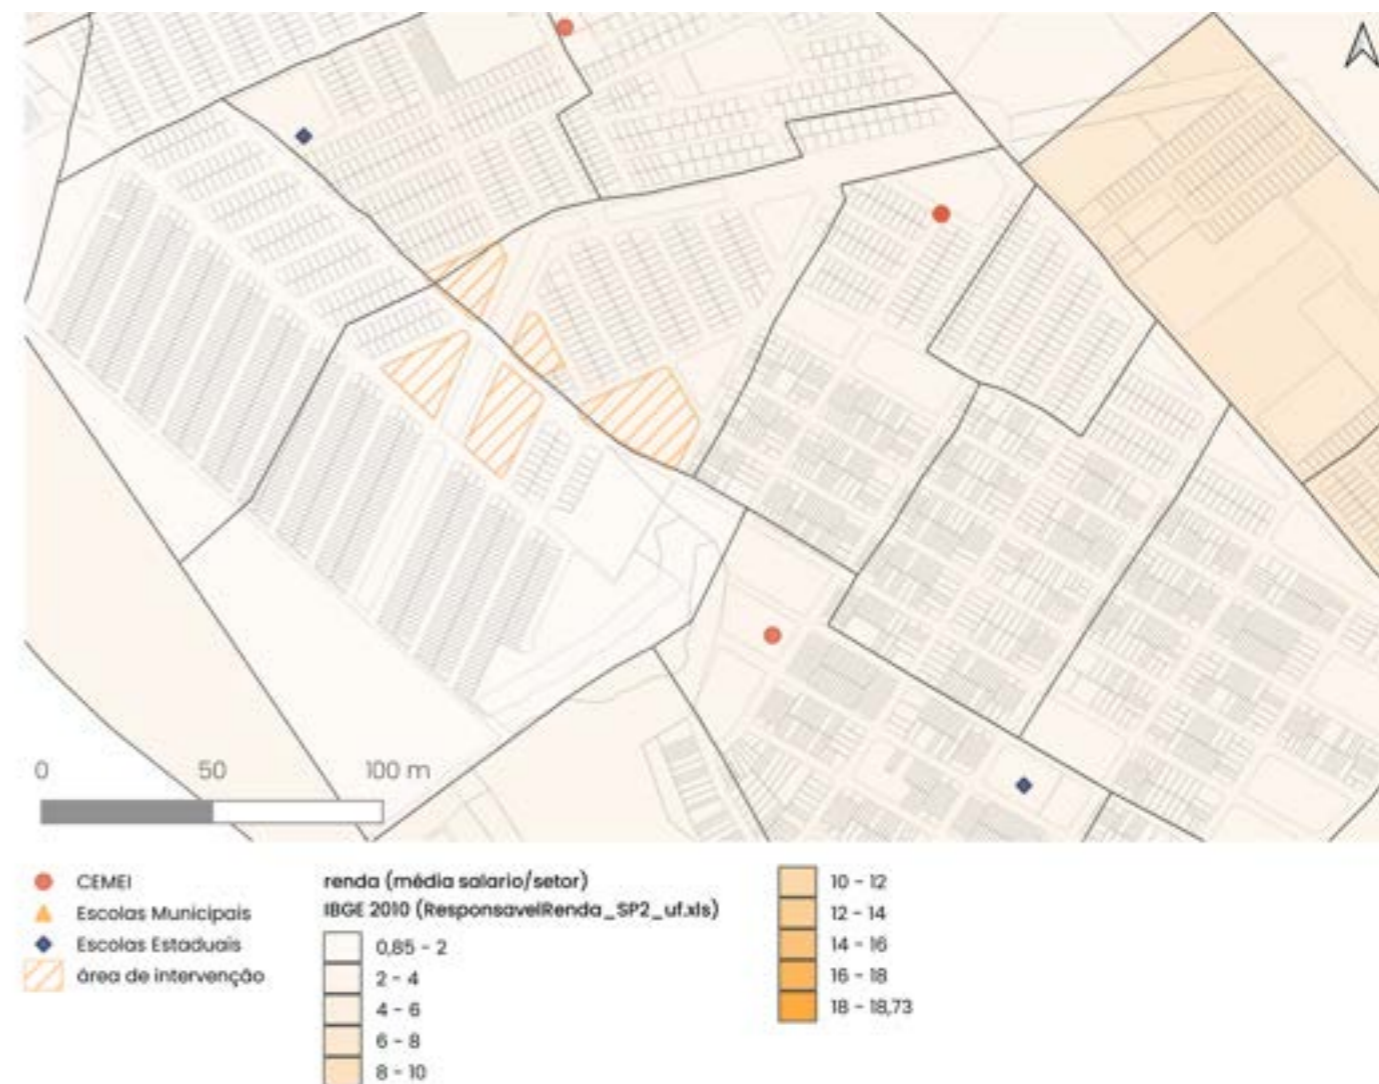 0 50 100 m
CEMEI
Escolas Municipais
Escolas Estaduais
área de intervenção
renda (média salario/setor)
IBGE 2010 (ResponsavelRenda_SP2_uf.xls)
0,85 - 2
2 - 4
4 - 6
6 - 8
8 - 10
10 - 12
12 - 14
14 - 16
16 - 18
18 - 18,73